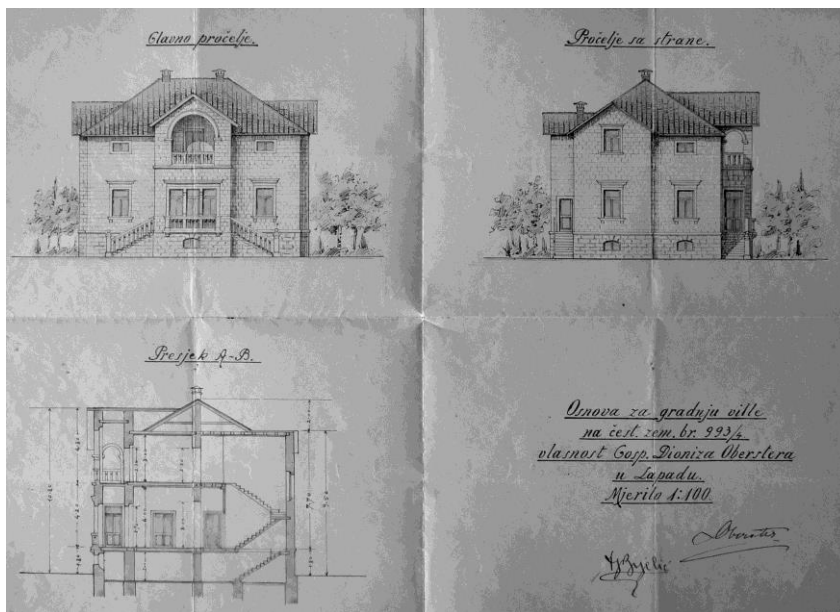 Glavno pročelje.
Pročelje sa strane.
Presjek A-B.
Osnova za gradnju ville
na čest. zem. br. 993/4
vlasnost Gosp. Dioniza Oberstera
u Lapadu.
Mjerilo 1:100.